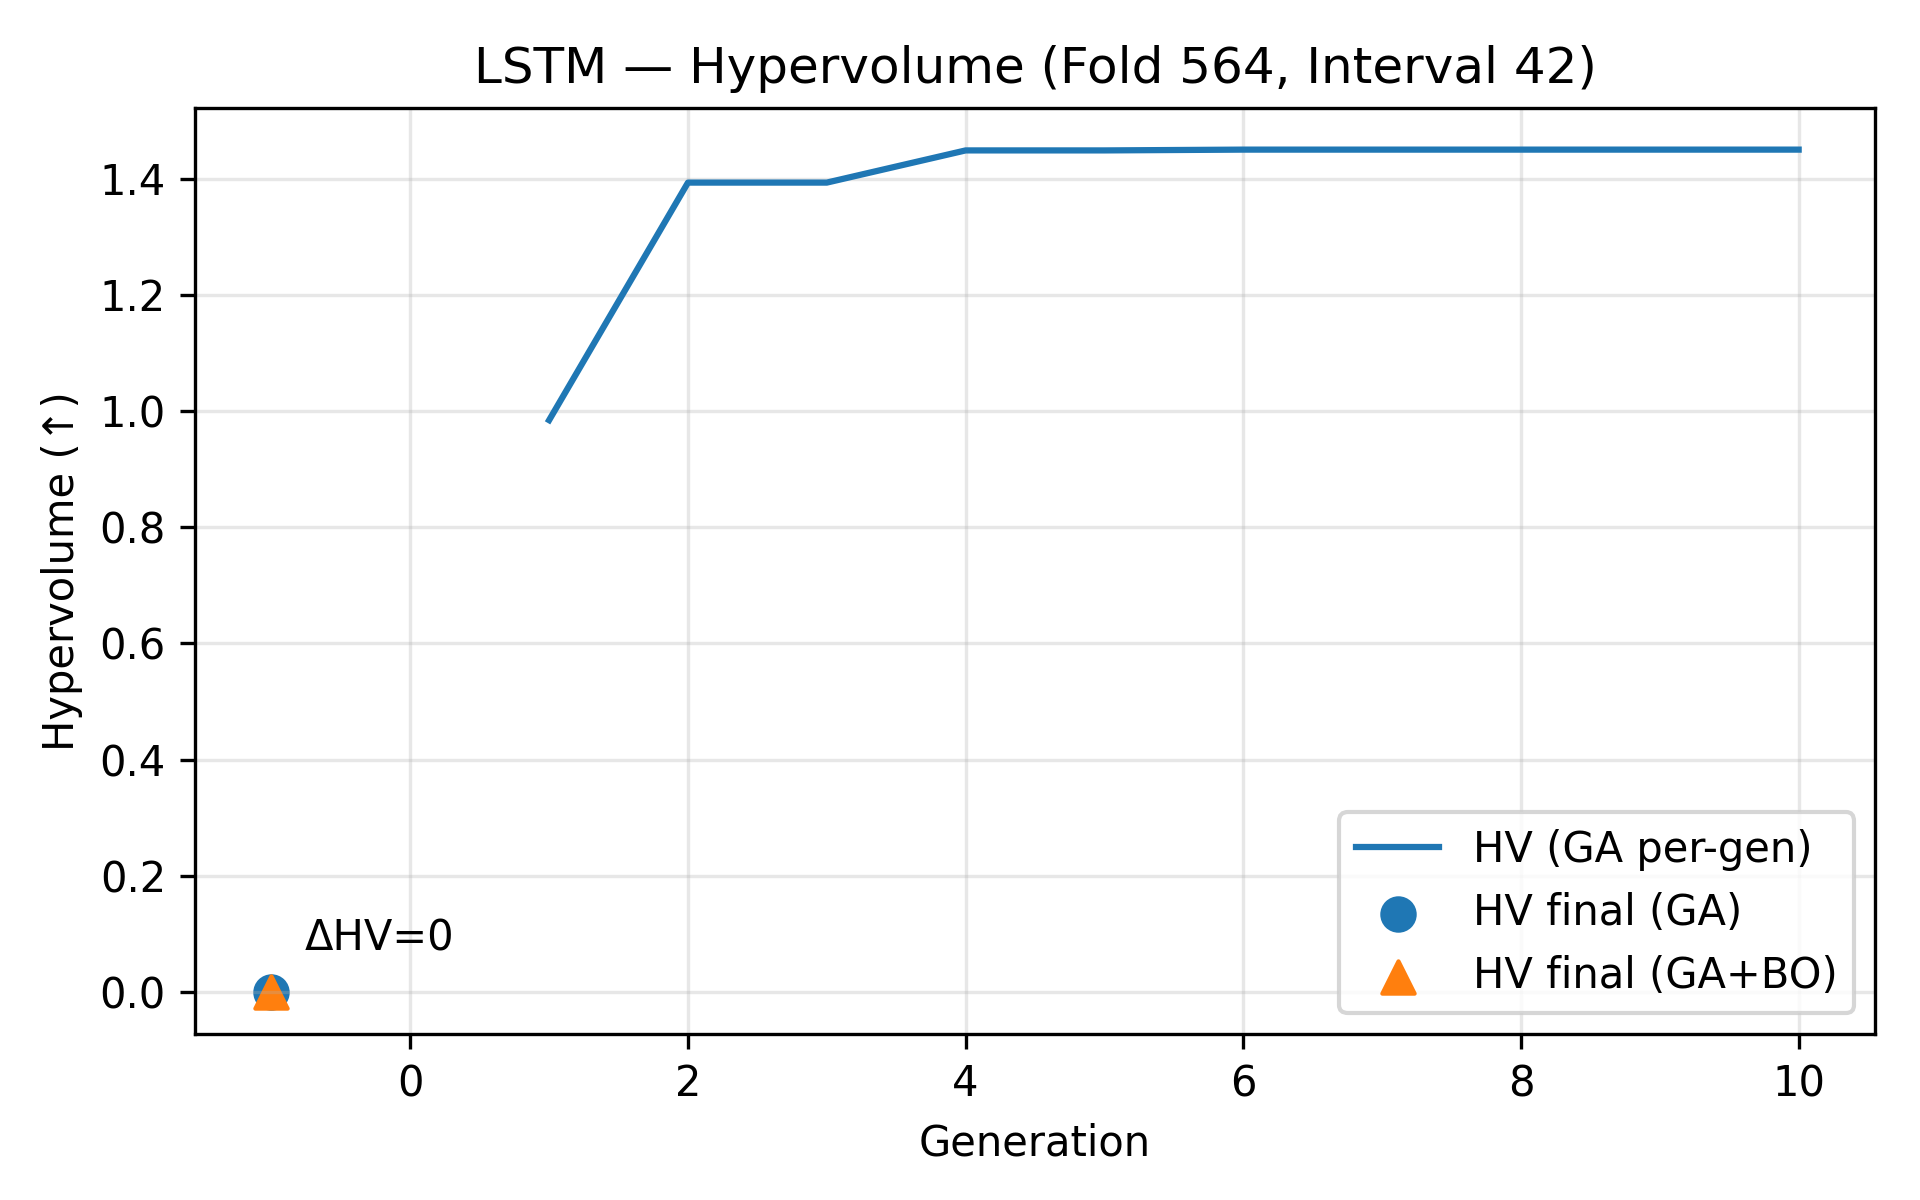 LSTM — Hypervolume (Fold 564, Interval 42)
Hypervolume (↑)
1.4
1.2
1.0
0.8
0.6
0.4
0.2
0.0
ΔHV=0
HV (GA per-gen)
HV final (GA)
HV final (GA+BO)
0 2 4 6 8 10
Generation